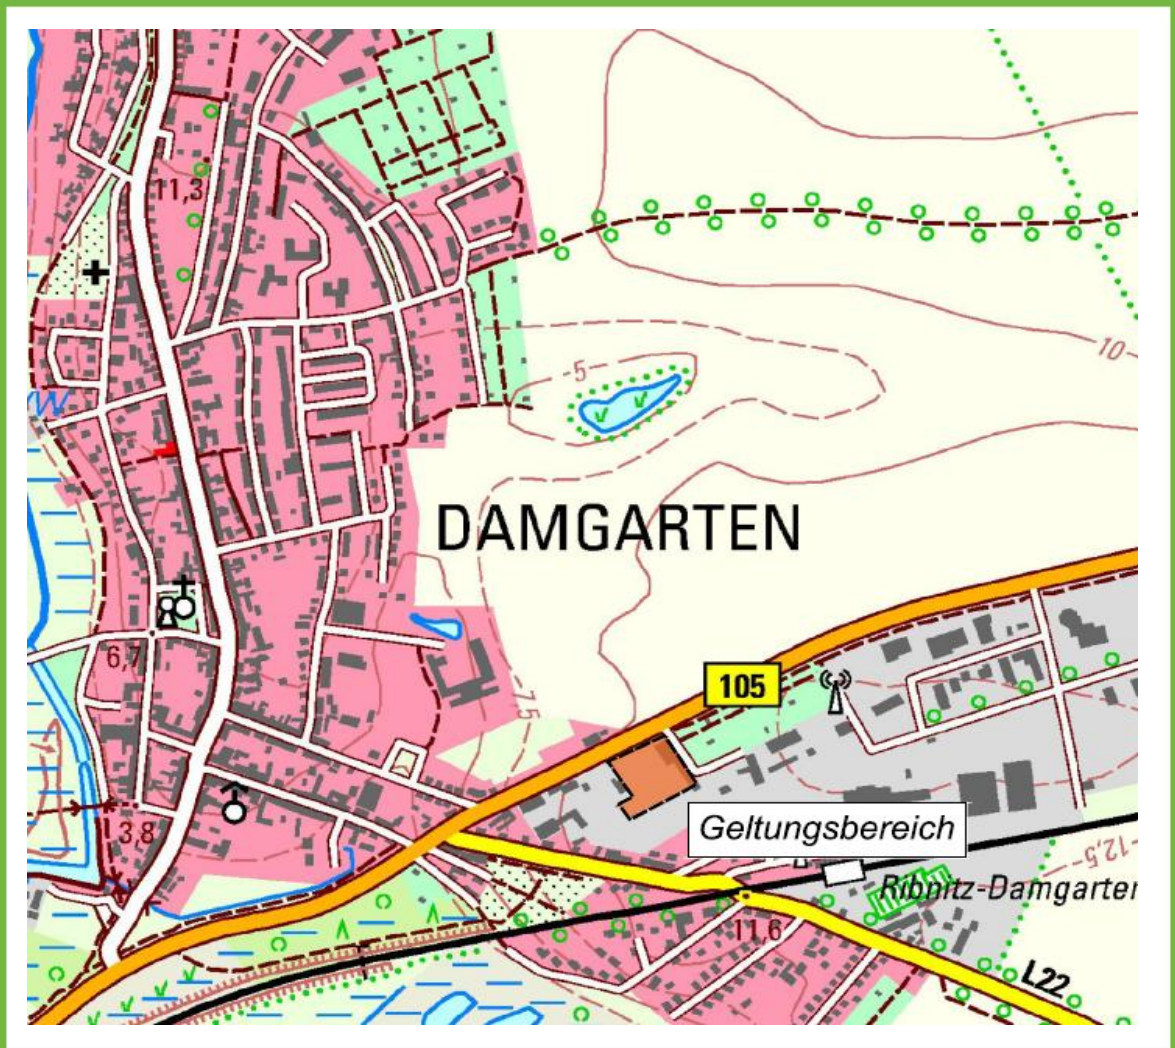 11,3
10
5
DAMGARTEN
6,7
7,5
105
Geltungsbereich
3,8
12,5
Ribnitz-Damgarten
11,6
L22